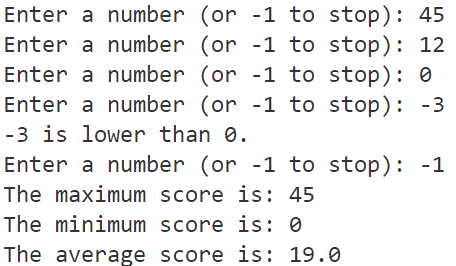 Enter a number (or -1 to stop): 45
Enter a number (or -1 to stop): 12
Enter a number (or -1 to stop): 0
Enter a number (or -1 to stop): -3
-3 is lower than 0.
Enter a number (or -1 to stop): -1
The maximum score is: 45
The minimum score is: 0
The average score is: 19.0